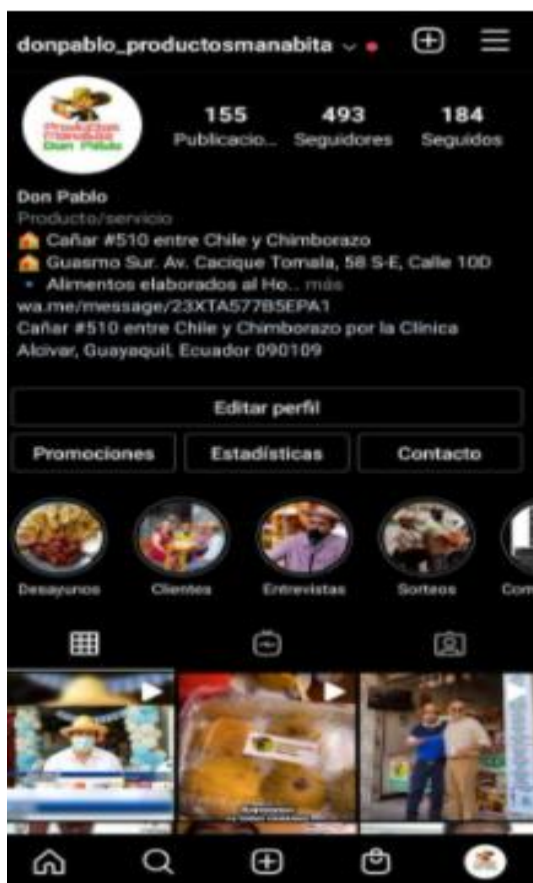 donpablo_productosmanabita
155 493 184
Publicacio... Seguidores Seguidos
Productos
Manabita
Don Pablo
Don Pablo
Producto/servicio
Cañar #510 entre Chile y Chimborazo
Guasmo Sur. Av. Cacique Tomala, 58 S-E, Calle 10D
Alimentos elaborados al Ho.. más
wa.me/message/23XTA577B5EPA1
Cañar #510 entre Chile y Chimborazo por la Clínica
Alcivar, Guayaquil, Ecuador 090109
Editar perfil
Promociones Estadísticas Contacto
Desayunos Clientes Entrevistas Sorteos Com